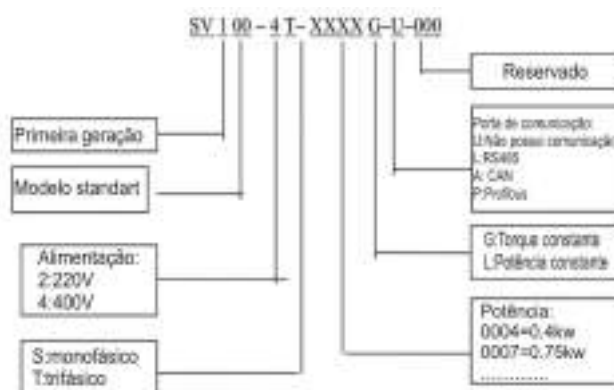 SV 1 00 - 4 T- XXXX G-U-000
Reservado
Primeira geração
Modelo standart
Porta de comunicação:
U:Não possui comunicação
L:RS485
A: CAN
P:Profibus
G:Torque constante
L:Potência constante
Alimentação:
2:220V
4:400V
Potência:
0004=0.4kw
0007=0.75kw
..............
S:monofásico
T:trifásico